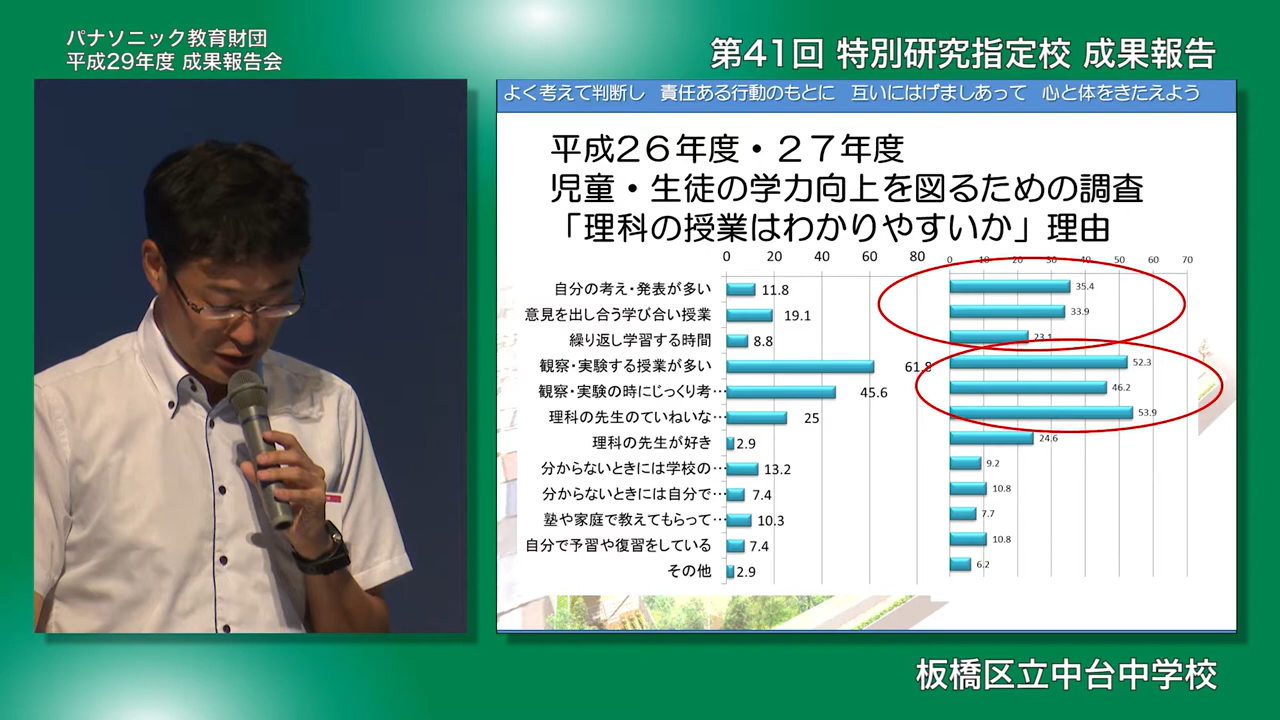 パナソニック教育財団
平成29年度 成果報告会
第41回 特別研究指定校 成果報告
よく考えて判断し 責任ある行動のもとに 互いにはげましあって 心と体をきたえよう
平成26年度・27年度
児童・生徒の学力向上を図るための調査
「理科の授業はわかりやすいか」理由
0 20 40 60 80
0 10 20 30 40 50 60 70
自分の考え・発表が多い 11.8 35.4
意見を出し合う学び合い授業 19.1 33.9
繰り返し学習する時間 8.8 23.1
観察・実験する授業が多い 61.8 52.3
観察・実験の時にじっくり考… 45.6 46.2
理科の先生のていねいな… 25 53.9
理科の先生が好き 2.9 24.6
分からないときには学校の… 13.2 9.2
分からないときには自分で… 7.4 10.8
塾や家庭で教えてもらって… 10.3 7.7
自分で予習や復習をしている 7.4 10.8
その他 2.9 6.2
板橋区立中台中学校